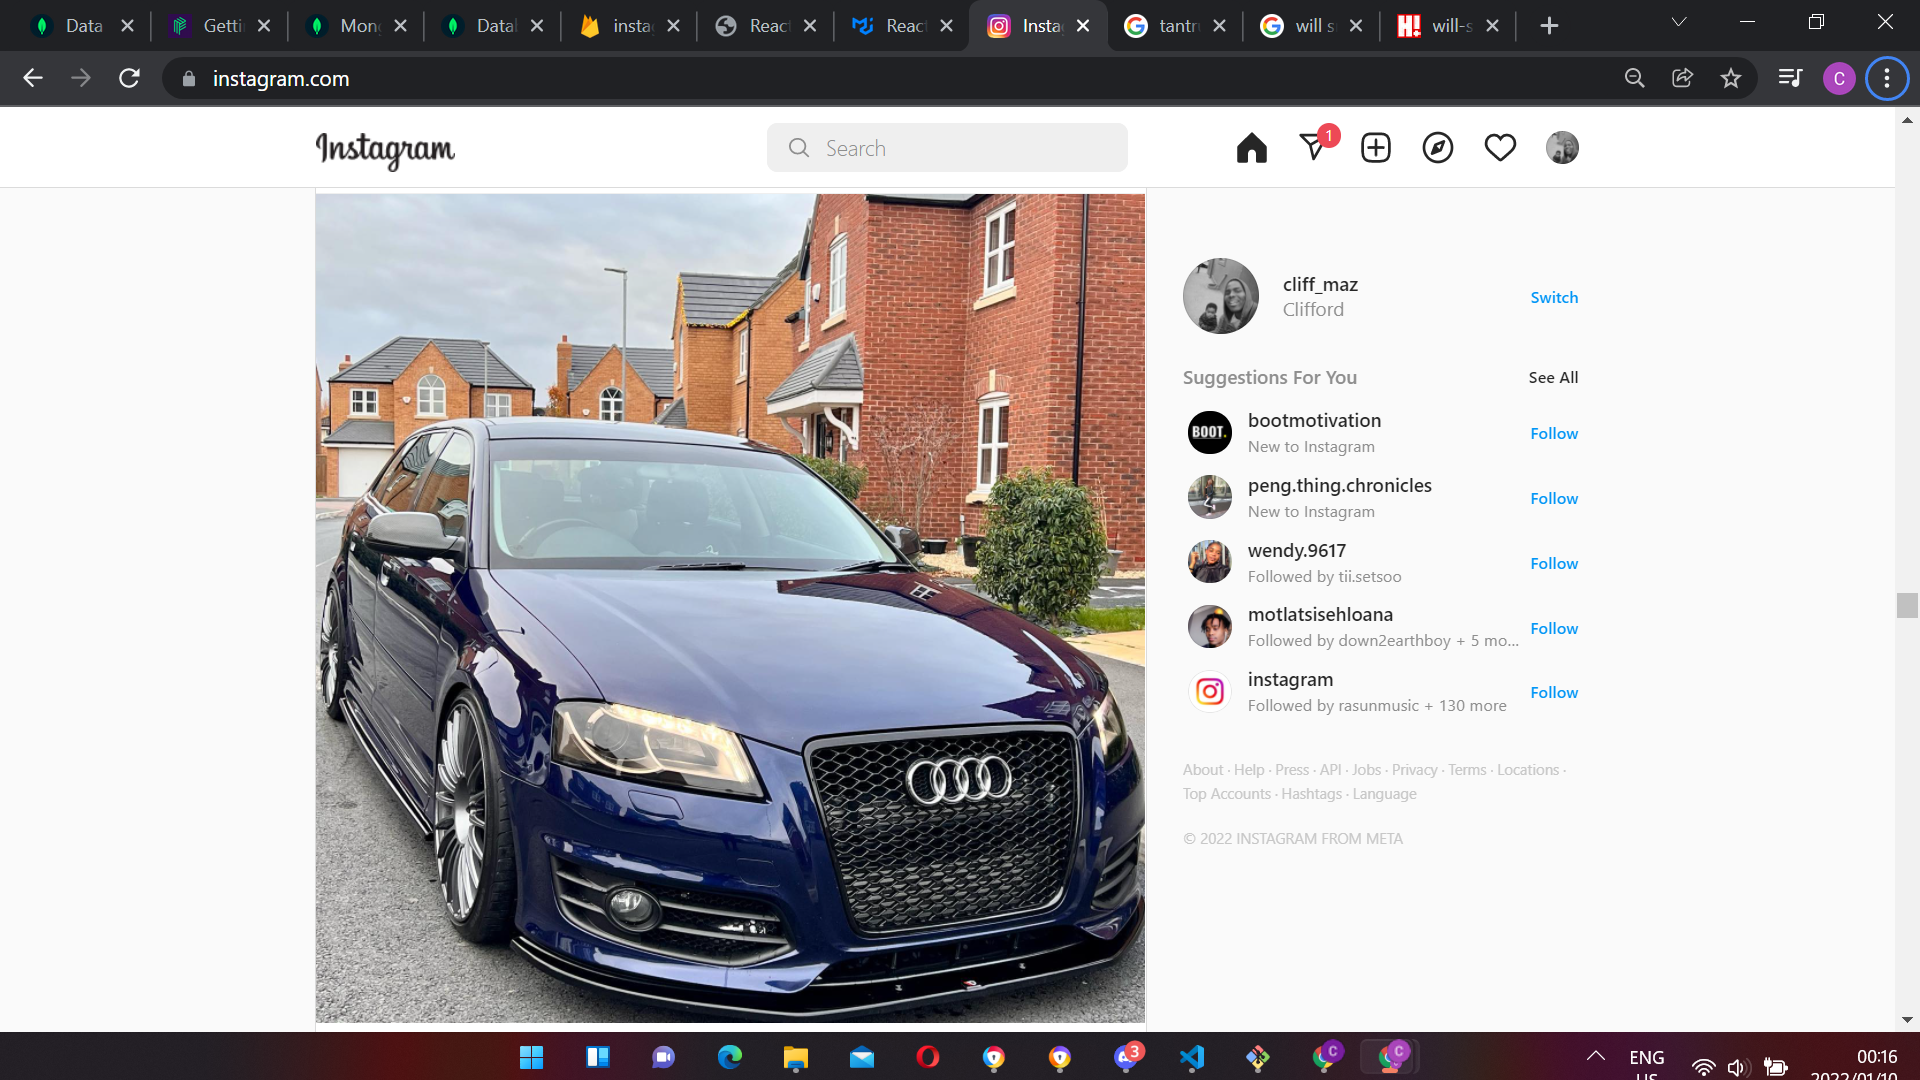 Data
Getti
Mon
Datal
insta
React
React
Insta
tantr
will s
will-s
instagram.com
C
Instagram
Search
1
cliff_maz
Clifford
Switch
Suggestions For You
See All
BOOT.
bootmotivation
New to Instagram
Follow
peng.thing.chronicles
New to Instagram
Follow
wendy.9617
Followed by tii.setsoo
Follow
motlatsisehloana
Followed by down2earthboy + 5 mo...
Follow
instagram
Followed by rasunmusic + 130 more
Follow
About · Help · Press · API · Jobs · Privacy · Terms · Locations ·
Top Accounts · Hashtags · Language
© 2022 INSTAGRAM FROM META
3
C
C
ENG
US
00:16
2022/01/10